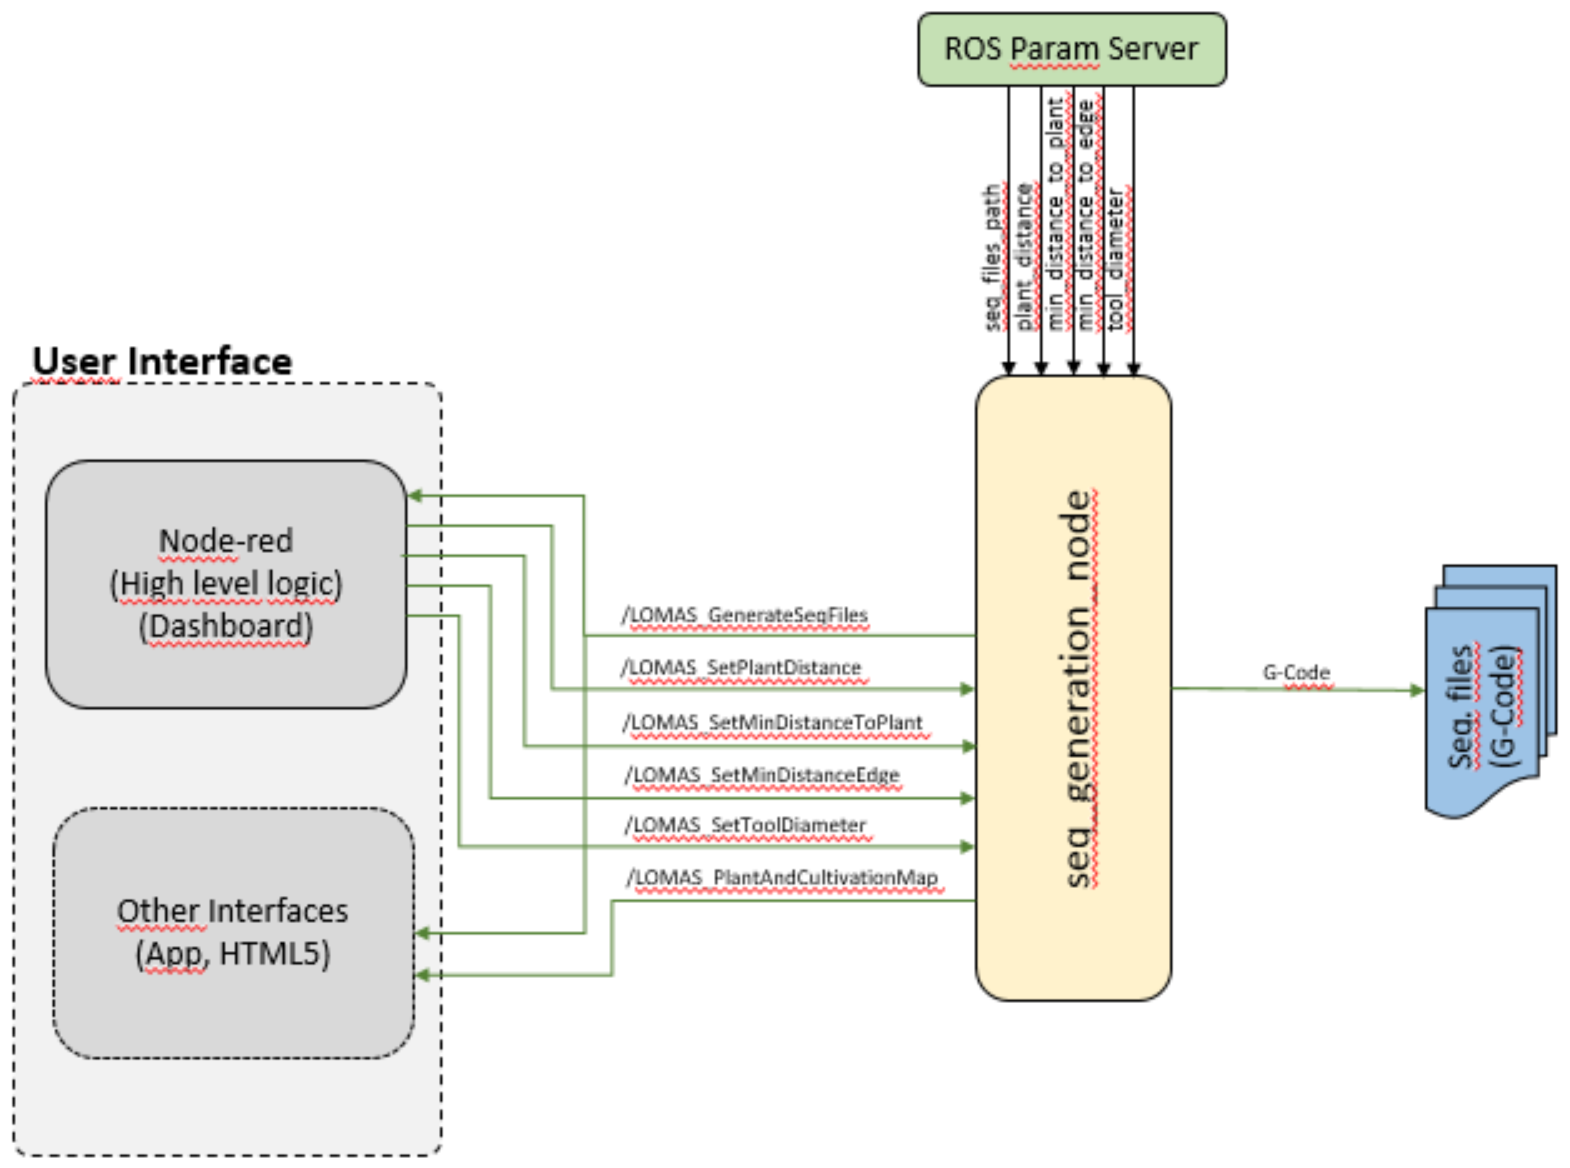 ROS Param Server
seq_files_path
plant_distance
min_distance_to_plant
min_distance_to_edge
tool_diameter
User Interface
Node-red
(High level logic)
(Dashboard)
/LOMAS_GenerateSeqFiles
/LOMAS_SetPlantDistance
/LOMAS_SetMinDistanceToPlant
/LOMAS_SetMinDistanceEdge
/LOMAS_SetToolDiameter
/LOMAS_PlantAndCultivationMap
seq_generation_node
G-Code
Seq. files
(G-Code)
Other Interfaces
(App, HTML5)